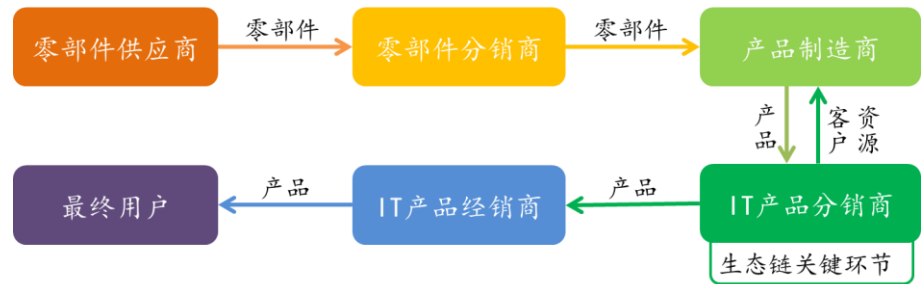 零部件供应商
零部件
零部件分销商
零部件
产品制造商
产品
客户资源
最终用户
产品
IT产品经销商
产品
IT产品分销商
生态链关键环节